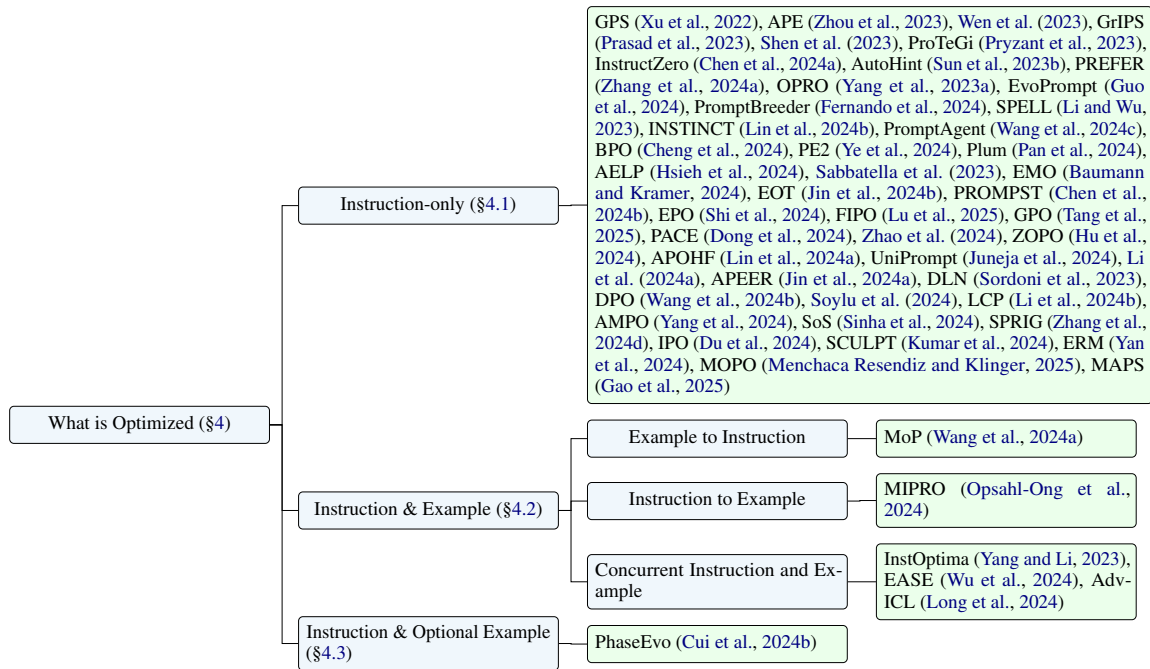 GPS (Xu et al., 2022), APE (Zhou et al., 2023), Wen et al. (2023), GrIPS
(Prasad et al., 2023), Shen et al. (2023), ProTeGi (Pryzant et al., 2023),
InstructZero (Chen et al., 2024a), AutoHint (Sun et al., 2023b), PREFER
(Zhang et al., 2024a), OPRO (Yang et al., 2023a), EvoPrompt (Guo
et al., 2024), PromptBreeder (Fernando et al., 2024), SPELL (Li and Wu,
2023), INSTINCT (Lin et al., 2024b), PromptAgent (Wang et al., 2024c),
BPO (Cheng et al., 2024), PE2 (Ye et al., 2024), Plum (Pan et al., 2024),
AELP (Hsieh et al., 2024), Sabbatella et al. (2023), EMO (Baumann
and Kramer, 2024), EOT (Jin et al., 2024b), PROMPST (Chen et al.,
2024b), EPO (Shi et al., 2024), FIPO (Lu et al., 2025), GPO (Tang et al.,
2025), PACE (Dong et al., 2024), Zhao et al. (2024), ZOPO (Hu et al.,
2024), APOHF (Lin et al., 2024a), UniPrompt (Juneja et al., 2024), Li
et al. (2024a), APEER (Jin et al., 2024a), DLN (Sordoni et al., 2023),
DPO (Wang et al., 2024b), Soylu et al. (2024), LCP (Li et al., 2024b),
AMPO (Yang et al., 2024), SoS (Sinha et al., 2024), SPRIG (Zhang et al.,
2024d), IPO (Du et al., 2024), SCULPT (Kumar et al., 2024), ERM (Yan
et al., 2024), MOPO (Menchaca Resendiz and Klinger, 2025), MAPS
(Gao et al., 2025)
Instruction-only (§4.1)
What is Optimized (§4)
Example to Instruction
MoP (Wang et al., 2024a)
Instruction & Example (§4.2)
Instruction to Example
MIPRO (Opsahl-Ong et al.,
2024)
Concurrent Instruction and Ex-
ample
InstOptima (Yang and Li, 2023),
EASE (Wu et al., 2024), Adv-
ICL (Long et al., 2024)
Instruction & Optional Example
(§4.3)
PhaseEvo (Cui et al., 2024b)